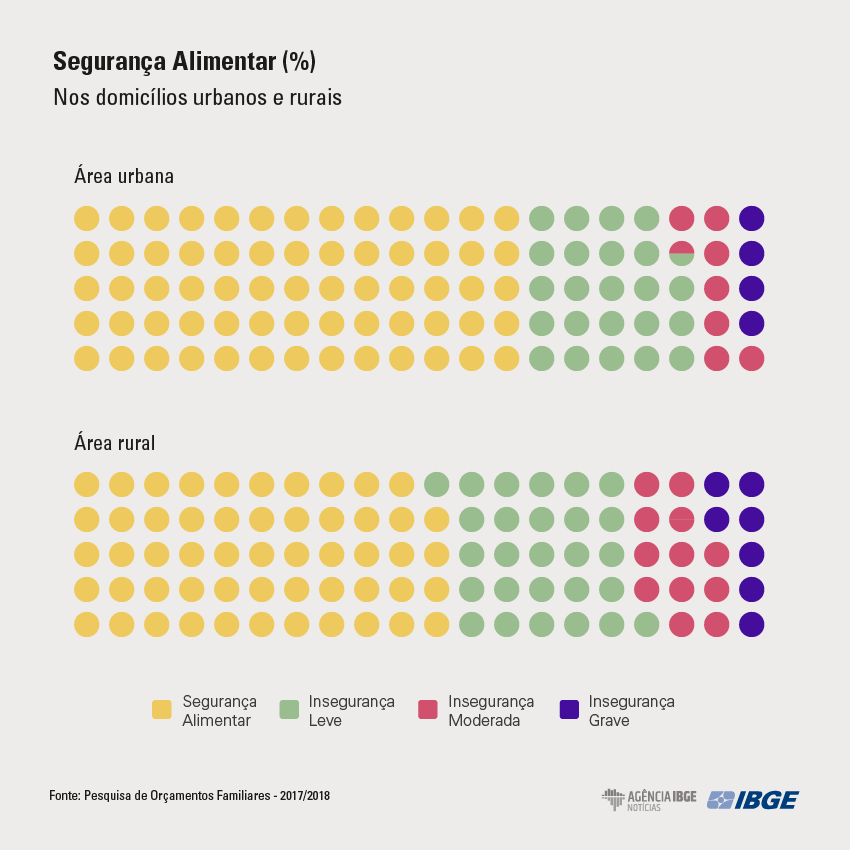 Segurança Alimentar (%)
Nos domicílios urbanos e rurais
Área urbana
Área rural
Segurança
Alimentar
Insegurança
Leve
Insegurança
Moderada
Insegurança
Grave
Fonte: Pesquisa de Orçamentos Familiares - 2017/2018
AGÊNCIA IBGE
NOTÍCIAS
IBGE